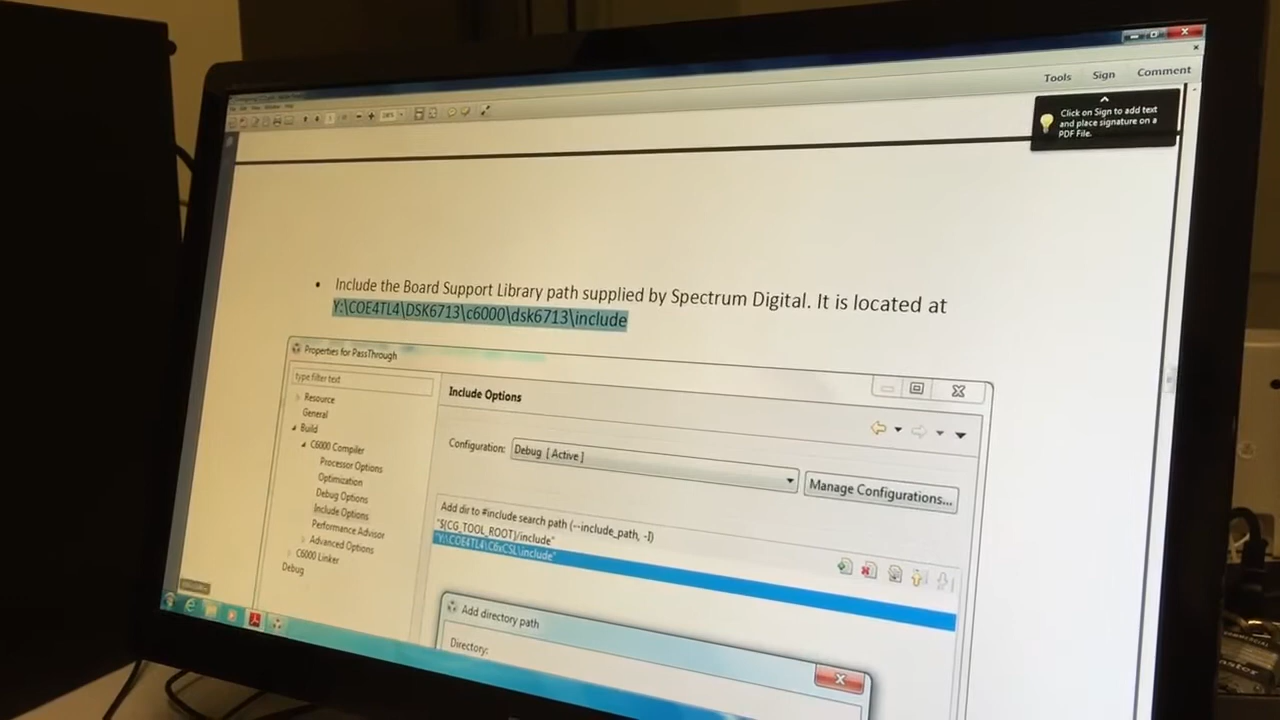 Tools Sign Comment
Click on Sign to add text
and place signature on a
PDF File.
• Include the Board Support Library path supplied by Spectrum Digital. It is located at
Y:\COE4TL4\DSK6713\c6000\dsk6713\include
Properties for PassThrough
type filter text
Resource
General
Build
C6000 Compiler
Processor Options
Optimization
Debug Options
Include Options
Performance Advisor
Advanced Options
C6000 Linker
Debug
Include Options
Configuration: Debug [ Active ]
Manage Configurations...
Add dir to #include search path (--include_path, -I)
"${CG_TOOL_ROOT}/include"
"Y:\COE4TL4\C6xCSL\include"
Add directory path
Directory: